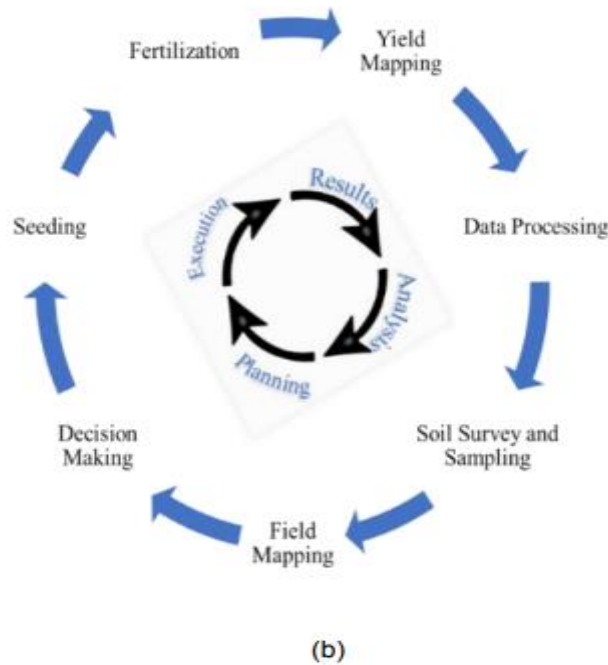 Fertilization
Yield
Mapping
Data Processing
Soil Survey and
Sampling
Field
Mapping
Decision
Making
Seeding
Results
Analysis
Planning
Execution
(b)